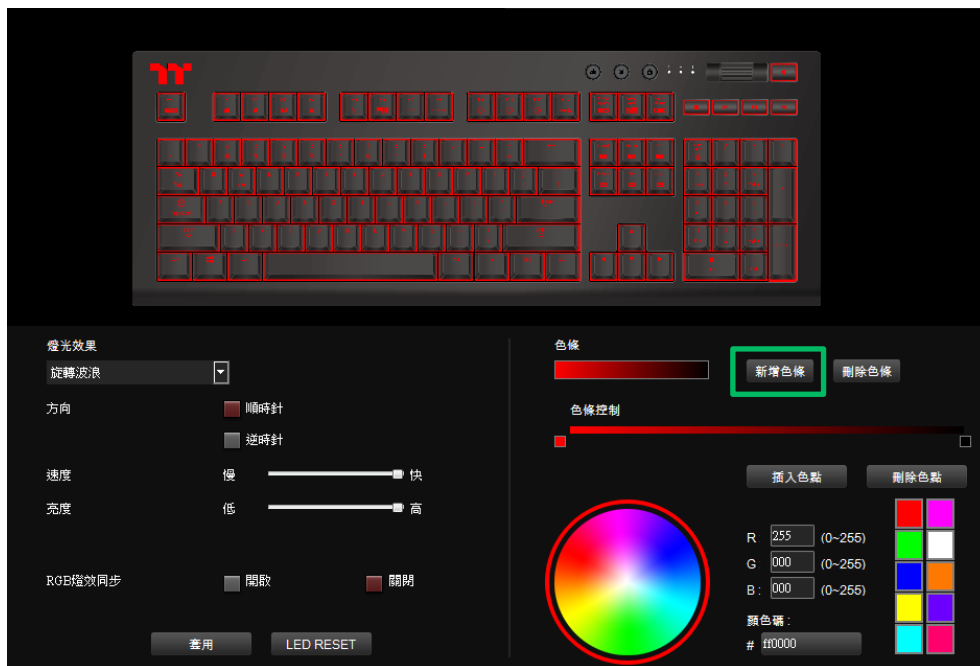 燈光效果
旋轉波浪
方向
順時針
逆時針
速度
慢
快
亮度
低
高
RGB燈效同步
開啟
關閉
套用
LED RESET
色條
新增色條
刪除色條
色條控制
插入色點
刪除色點
R 255 (0~255)
G 000 (0~255)
B: 000 (0~255)
顏色碼 :
# ff0000